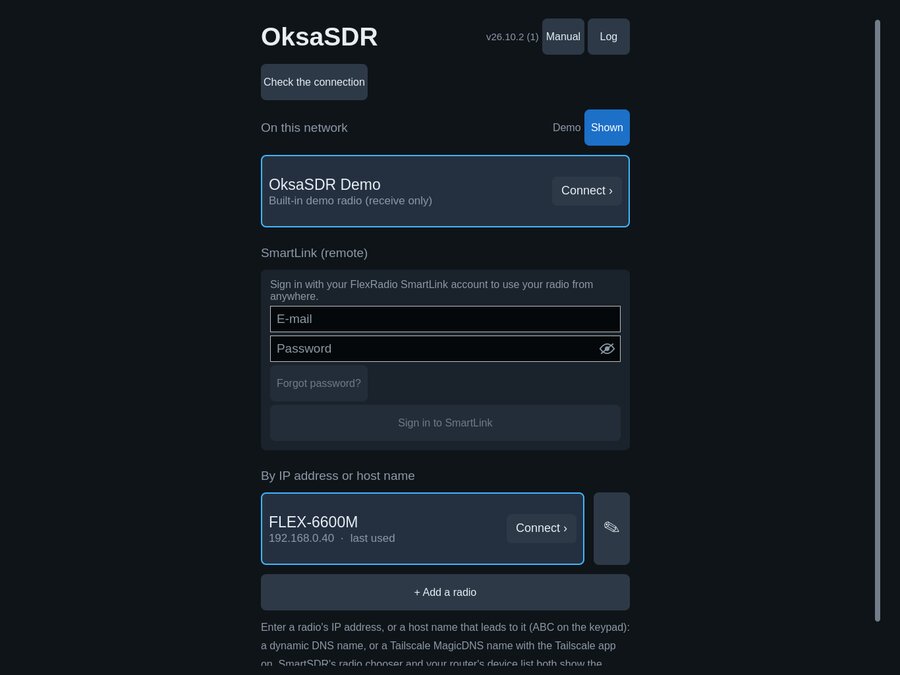 OksaSDR
v26.10.2 (1)
Manual
Log
Check the connection
On this network
Demo
Shown
OksaSDR Demo
Built-in demo radio (receive only)
Connect ›
SmartLink (remote)
Sign in with your FlexRadio SmartLink account to use your radio from
anywhere.
E-mail
Password
Forgot password?
Sign in to SmartLink
By IP address or host name
FLEX-6600M
192.168.0.40 · last used
Connect ›
+ Add a radio
Enter a radio's IP address, or a host name that leads to it (ABC on the keypad):
a dynamic DNS name, or a Tailscale MagicDNS name with the Tailscale app
on. SmartSDR's radio chooser and your router's device list both show the